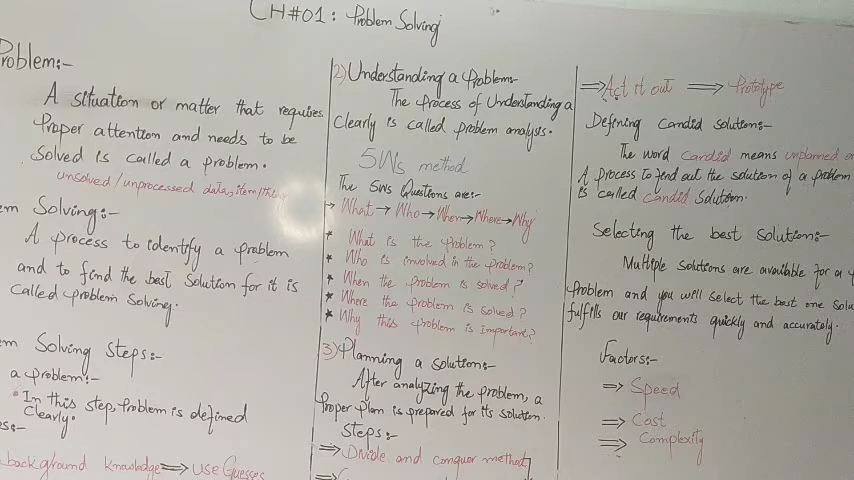 CH#01: Problem Solving
Problem:-
A situation or matter that requires
Proper attention and needs to be
Solved is called a problem.
unsolved/unprocessed data, item/
em Solving:-
A process to identify a problem
and to find the best solution for it is
Called problem Solving.
em Solving Steps:-
a problem:-
In this step, Problem is defined
Clearly.
es:-
background knowledge ⇒ Use Guesses
2) Understanding a Problem:-
The process of Understanding a
Clearly is called problem analysis.
5Ws method
The 5Ws Questions are:-
→ What → Who → When → Where → Why
* What is the problem?
* Who is involved in the problem?
* When the problem is solved?
* Where the problem is solved?
* Why this problem is important?
3) Planning a solution:-
After analyzing the problem, a
Proper Plan is prepared for its solution.
Steps:-
⇒ Divide and conquer method
⇒ Act it out ⇒ Prototype
Defining Candid Solutions:-
The word Candid means unplanned or
A process to find out the solution of a problem
is called Candid Solution.
Selecting the best Solution:-
Multiple Solutions are available for a
problem and you will select the best one solu
fulfills our requirements quickly and accurately.
Factors:-
⇒ Speed
⇒ Cost
⇒ Complexity